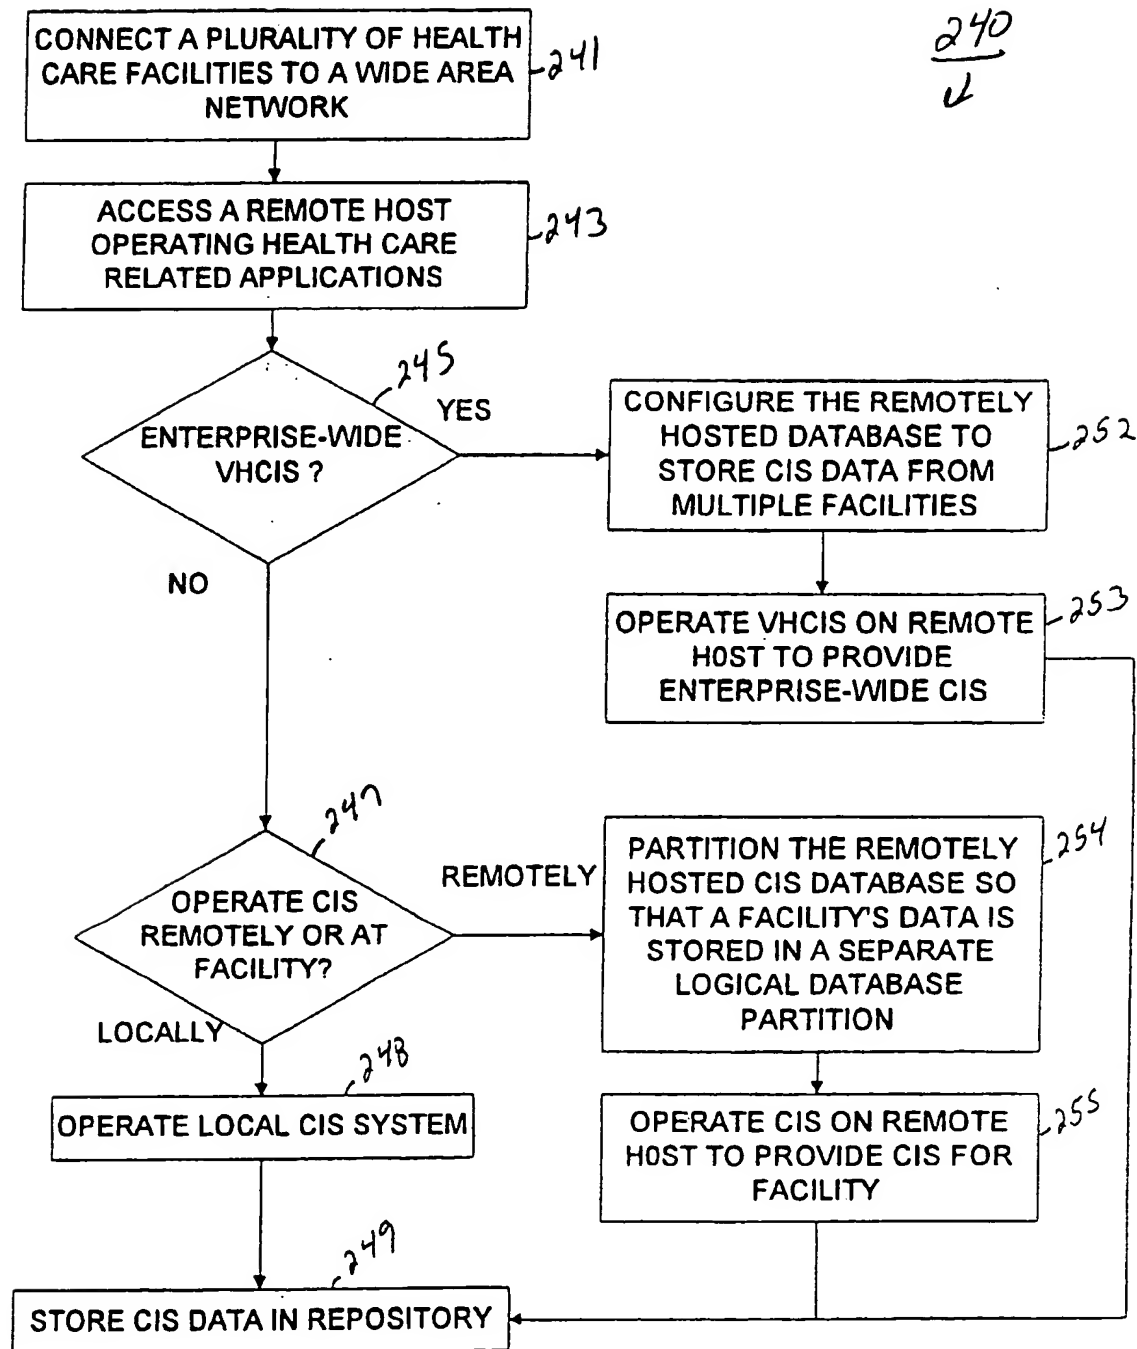 240
CONNECT A PLURALITY OF HEALTH
CARE FACILITIES TO A WIDE AREA
NETWORK
241
ACCESS A REMOTE HOST
OPERATING HEALTH CARE
RELATED APPLICATIONS
243
245
ENTERPRISE-WIDE
VHCIS ?
YES
NO
CONFIGURE THE REMOTELY
HOSTED DATABASE TO
STORE CIS DATA FROM
MULTIPLE FACILITIES
252
OPERATE VHCIS ON REMOTE
HOST TO PROVIDE
ENTERPRISE-WIDE CIS
253
247
OPERATE CIS
REMOTELY OR AT
FACILITY?
REMOTELY
LOCALLY
PARTITION THE REMOTELY
HOSTED CIS DATABASE SO
THAT A FACILITY'S DATA IS
STORED IN A SEPARATE
LOGICAL DATABASE
PARTITION
254
248
OPERATE LOCAL CIS SYSTEM
OPERATE CIS ON REMOTE
HOST TO PROVIDE CIS FOR
FACILITY
255
249
STORE CIS DATA IN REPOSITORY